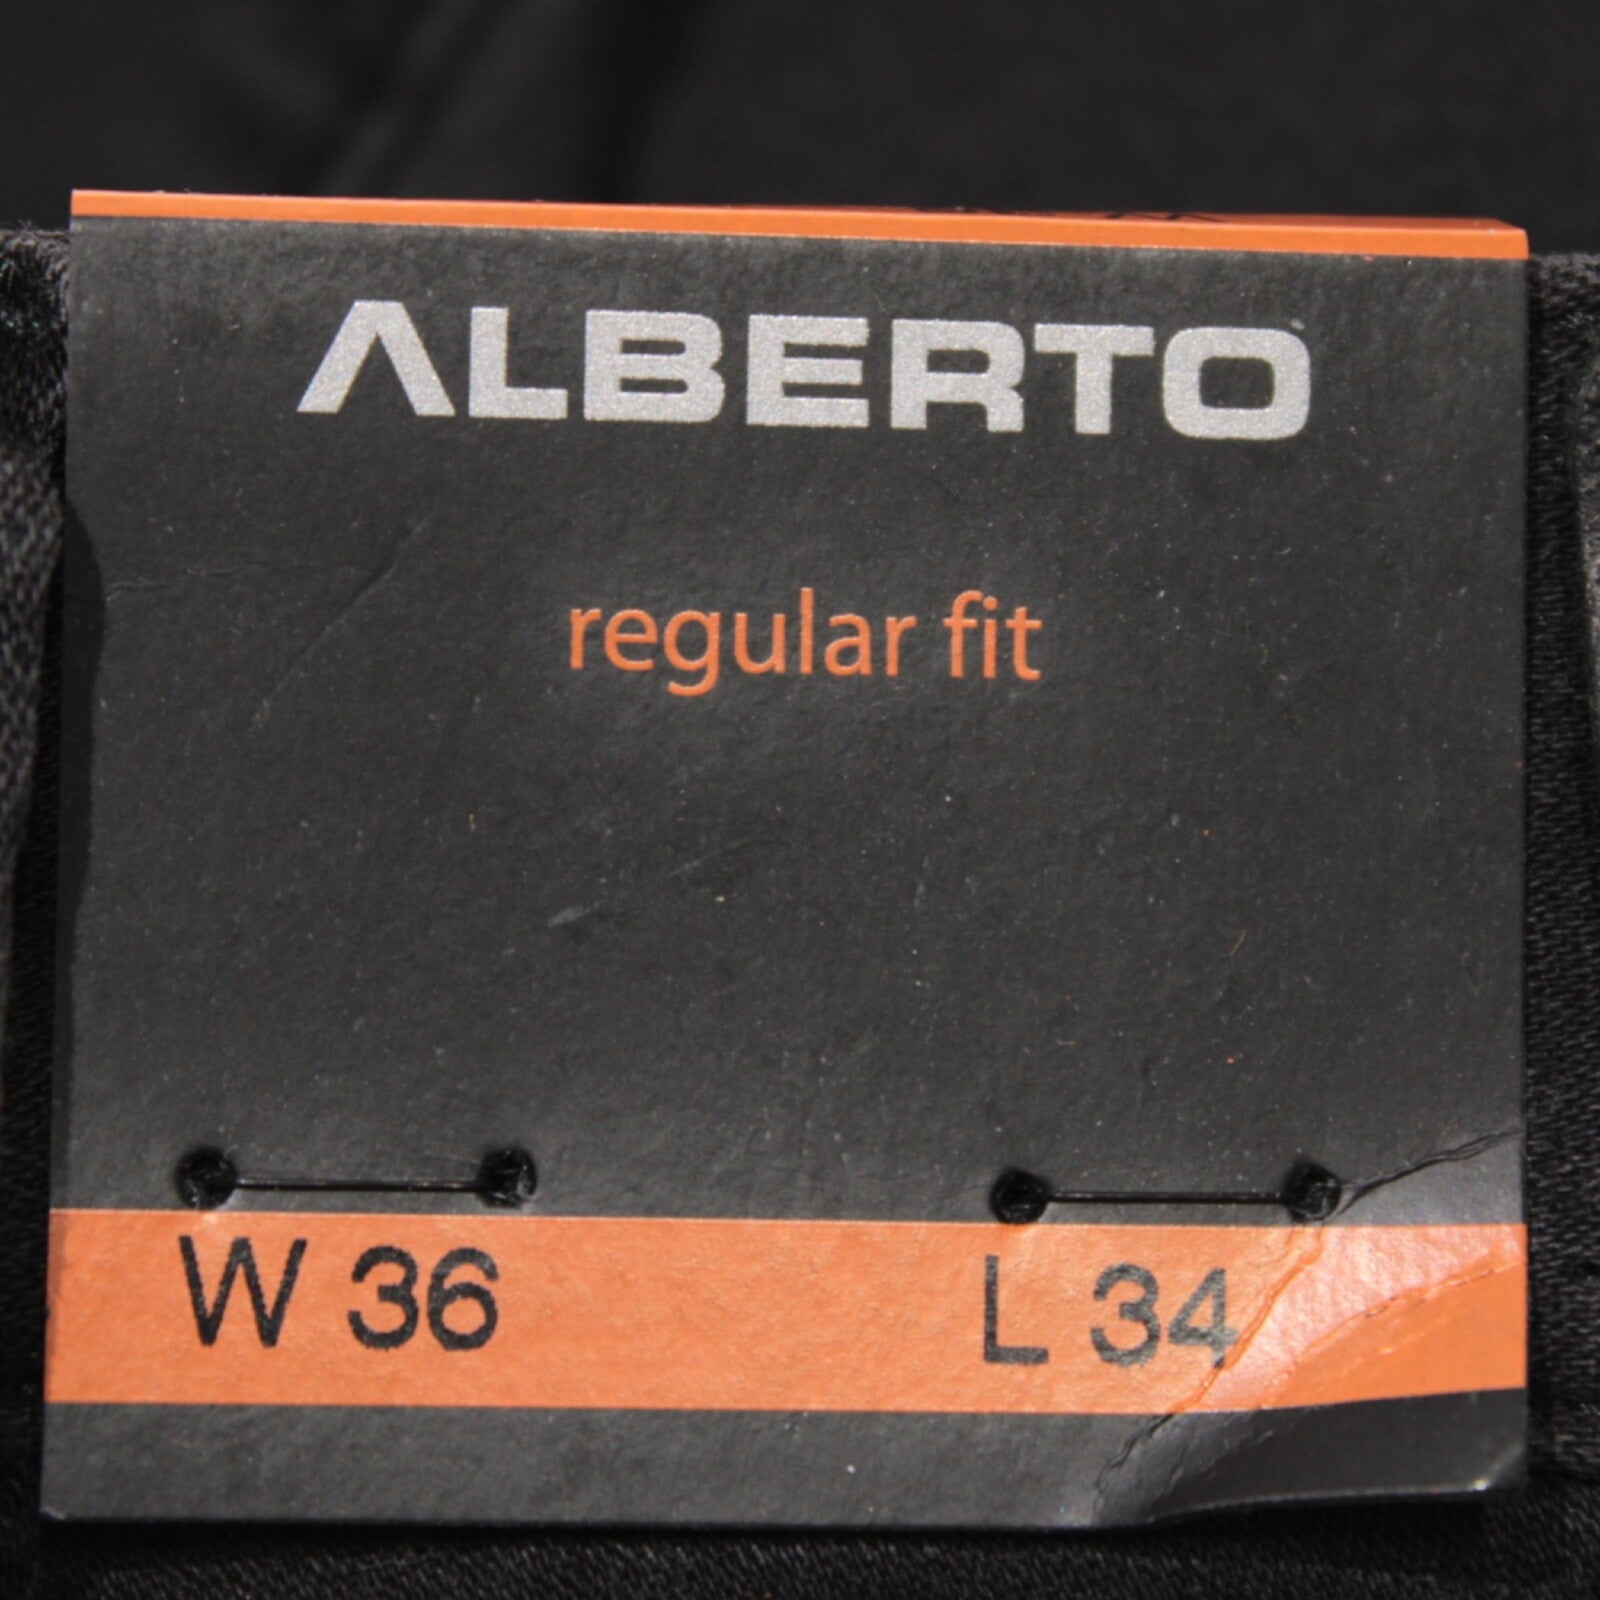 ALBERTO
regular fit
W 36 L 34